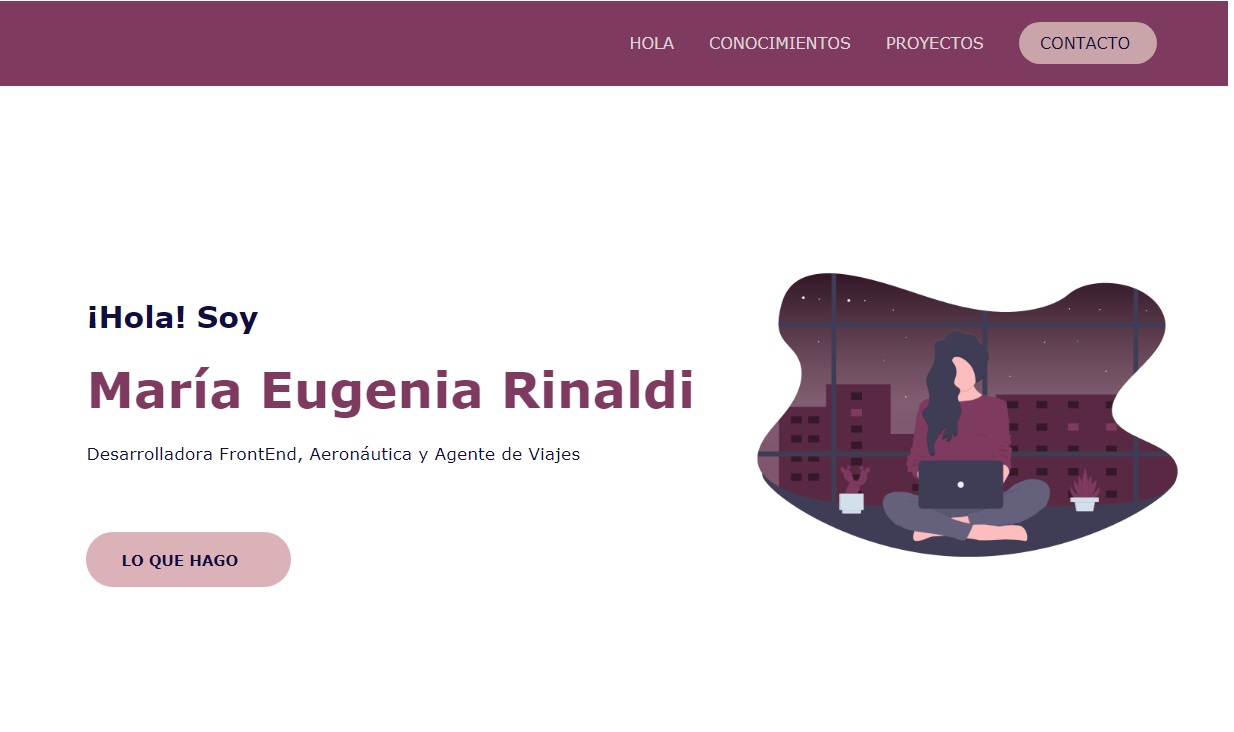 HOLA CONOCIMIENTOS PROYECTOS CONTACTO
¡Hola! Soy
María Eugenia Rinaldi
Desarrolladora FrontEnd, Aeronáutica y Agente de Viajes
LO QUE HAGO